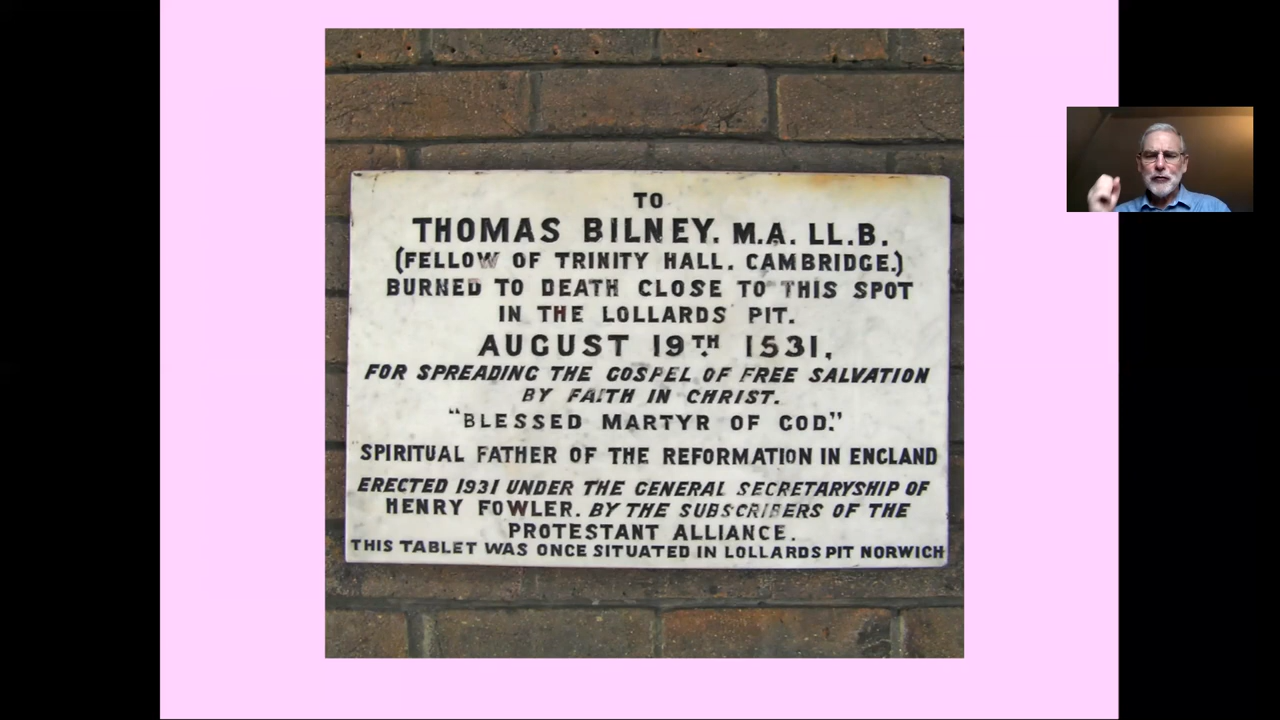 TO
THOMAS BILNEY. M.A. LL.B.
(FELLOW OF TRINITY HALL. CAMBRIDGE.)
BURNED TO DEATH CLOSE TO THIS SPOT
IN THE LOLLARDS PIT.
AUGUST 19TH 1531,
FOR SPREADING THE GOSPEL OF FREE SALVATION
BY FAITH IN CHRIST.
"BLESSED MARTYR OF GOD."
SPIRITUAL FATHER OF THE REFORMATION IN ENGLAND
ERECTED 1931 UNDER THE GENERAL SECRETARYSHIP OF
HENRY FOWLER. BY THE SUBSCRIBERS OF THE
PROTESTANT ALLIANCE.
THIS TABLET WAS ONCE SITUATED IN LOLLARDS PIT NORWICH